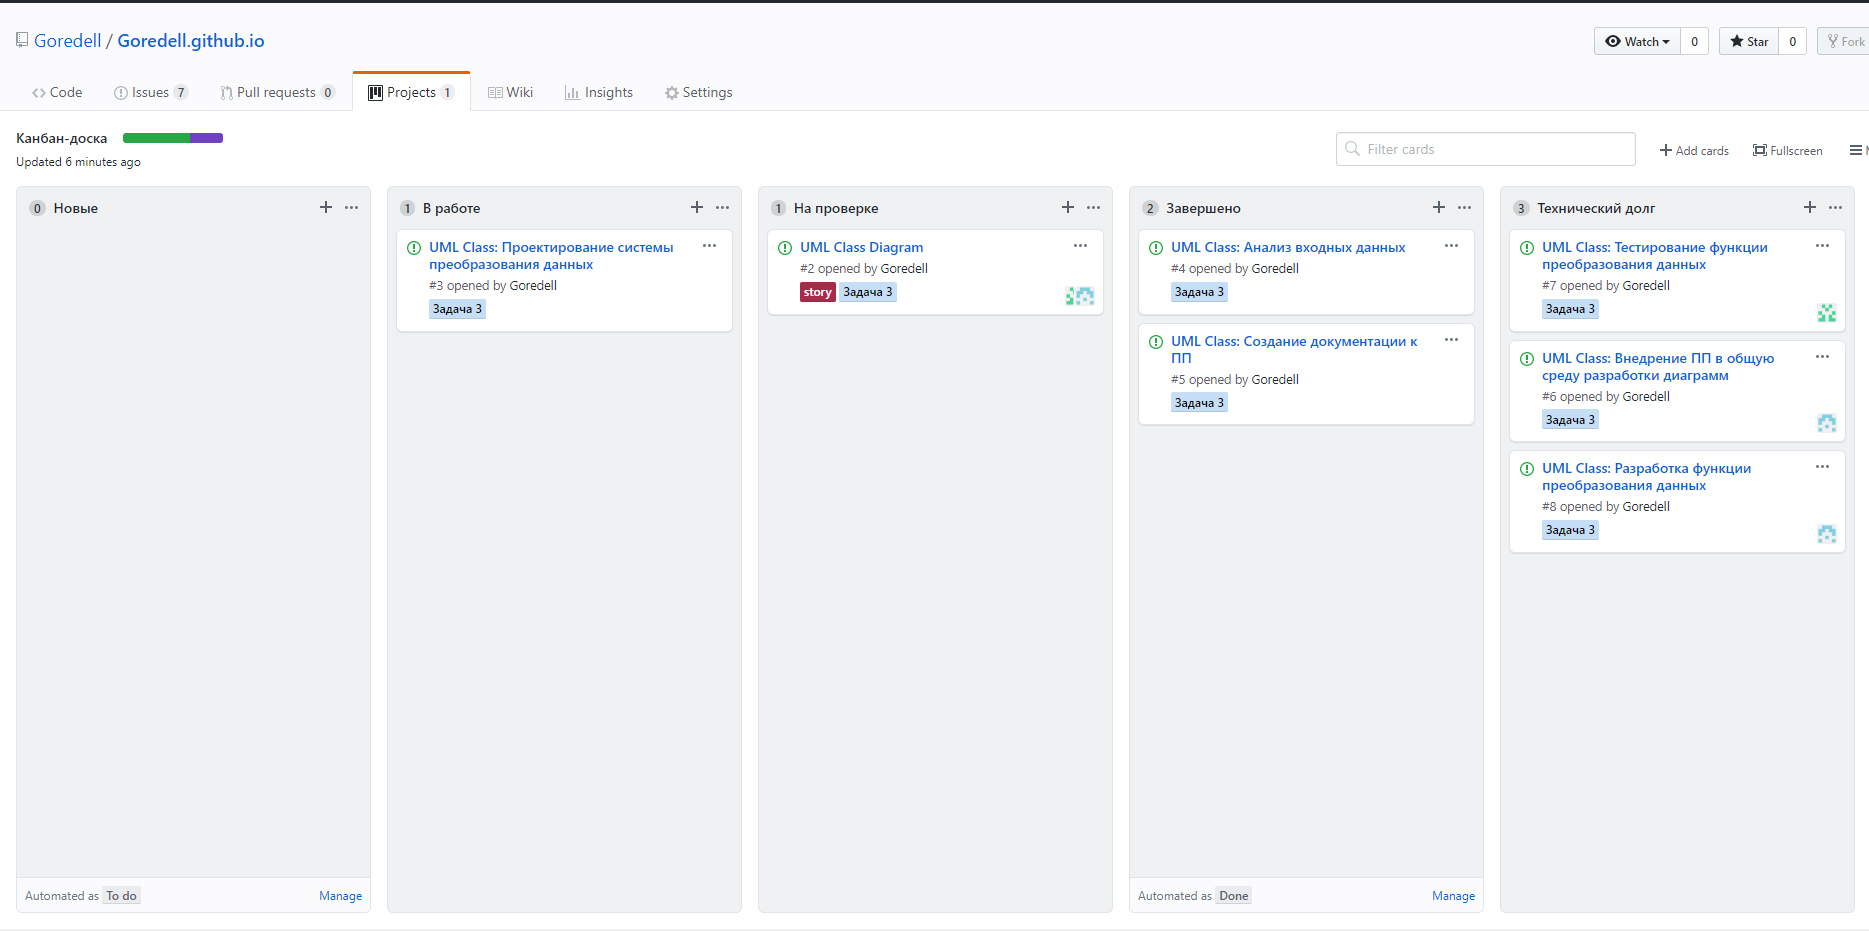 Goredell / Goredell.github.io
Watch 0 Star 0 Fork
Code Issues 7 Pull requests 0 Projects 1 Wiki Insights Settings
Канбан-доска
Updated 6 minutes ago
Filter cards
Add cards Fullscreen
0 Новые
Automated as To do Manage
1 В работе
UML Class: Проектирование системы
преобразования данных
#3 opened by Goredell
Задача 3
1 На проверке
UML Class Diagram
#2 opened by Goredell
story Задача 3
2 Завершено
UML Class: Анализ входных данных
#4 opened by Goredell
Задача 3
UML Class: Создание документации к
ПП
#5 opened by Goredell
Задача 3
Automated as Done Manage
3 Технический долг
UML Class: Тестирование функции
преобразования данных
#7 opened by Goredell
Задача 3
UML Class: Внедрение ПП в общую
среду разработки диаграмм
#6 opened by Goredell
Задача 3
UML Class: Разработка функции
преобразования данных
#8 opened by Goredell
Задача 3